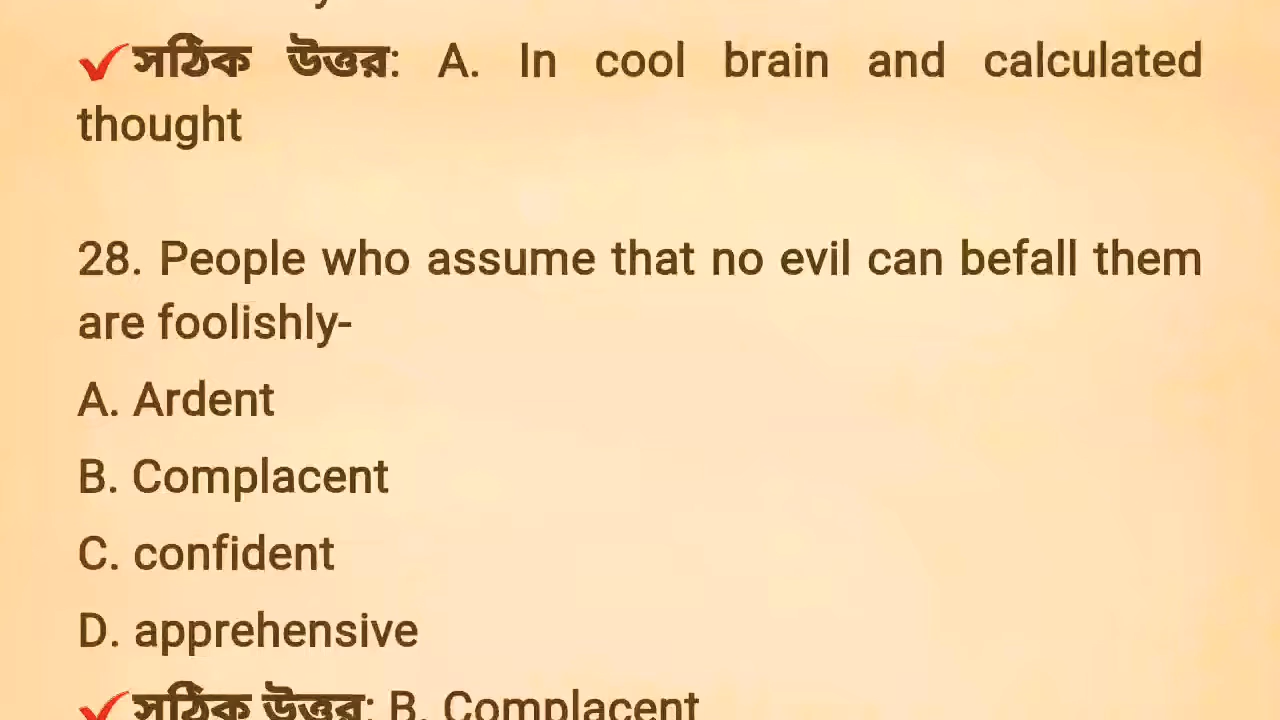 ✔সঠিক উত্তর: A. In cool brain and calculated
thought
28. People who assume that no evil can befall them
are foolishly-
A. Ardent
B. Complacent
C. confident
D. apprehensive
✔সঠিক উত্তর: B. Complacent